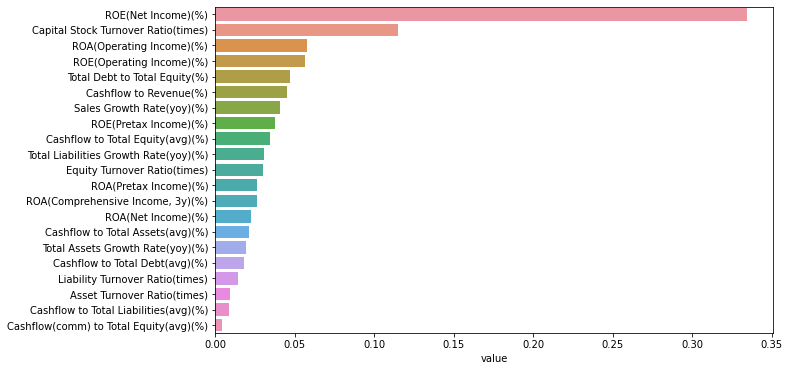 ROE(Net Income)(%)
Capital Stock Turnover Ratio(times)
ROA(Operating Income)(%)
ROE(Operating Income)(%)
Total Debt to Total Equity(%)
Cashflow to Revenue(%)
Sales Growth Rate(yoy)(%)
ROE(Pretax Income)(%)
Cashflow to Total Equity(avg)(%)
Total Liabilities Growth Rate(yoy)(%)
Equity Turnover Ratio(times)
ROA(Pretax Income)(%)
ROA(Comprehensive Income, 3y)(%)
ROA(Net Income)(%)
Cashflow to Total Assets(avg)(%)
Total Assets Growth Rate(yoy)(%)
Cashflow to Total Debt(avg)(%)
Liability Turnover Ratio(times)
Asset Turnover Ratio(times)
Cashflow to Total Liabilities(avg)(%)
Cashflow(comm) to Total Equity(avg)(%)
0.00 0.05 0.10 0.15 0.20 0.25 0.30 0.35
value